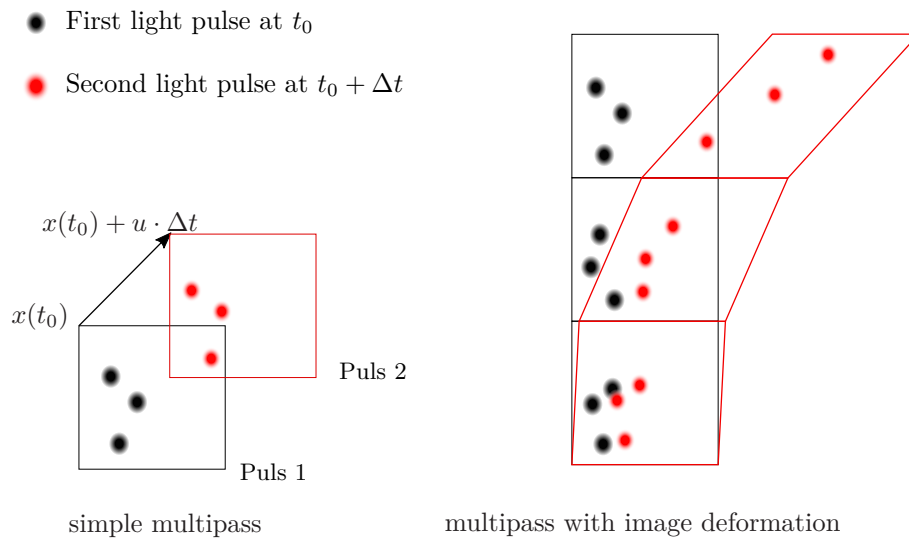 First light pulse at t₀
Second light pulse at t₀ + Δt
x(t₀) + u · Δt
x(t₀)
Puls 2
Puls 1
simple multipass
multipass with image deformation